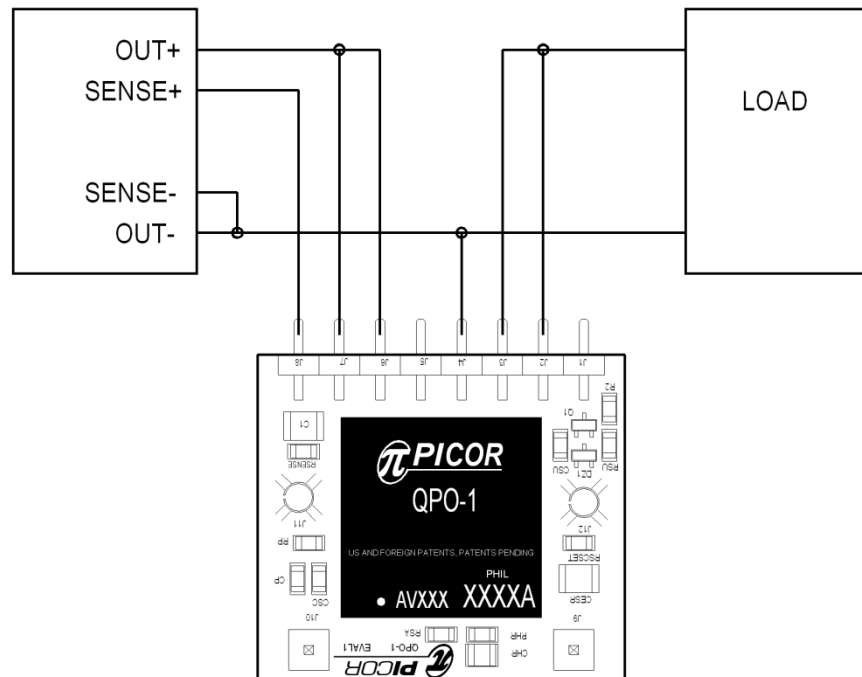 OUT+
SENSE+
SENSE-
OUT-
LOAD
J8 J7 J6 J5 J4 J3 J2 J1
R2
Q1
C1
CSU
RSU
DZ1
RSENSE
PICOR
QPO-1
J11
J12
RP
RSCSET
US AND FOREIGN PATENTS, PATENTS PENDING
PHIL
AVXXX XXXXA
CP
CSC
CESR
J10
J9
RSA
RHR
CHR
QPO-1 EVAL1
PICOR